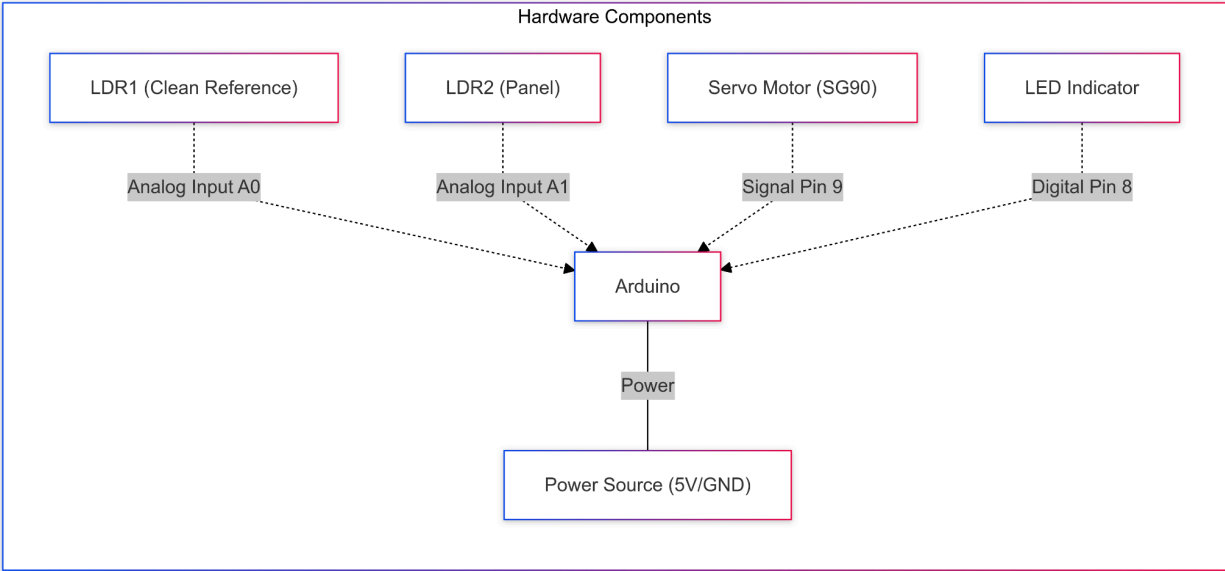 Hardware Components
LDR1 (Clean Reference)
LDR2 (Panel)
Servo Motor (SG90)
LED Indicator
Analog Input A0
Analog Input A1
Signal Pin 9
Digital Pin 8
Arduino
Power
Power Source (5V/GND)